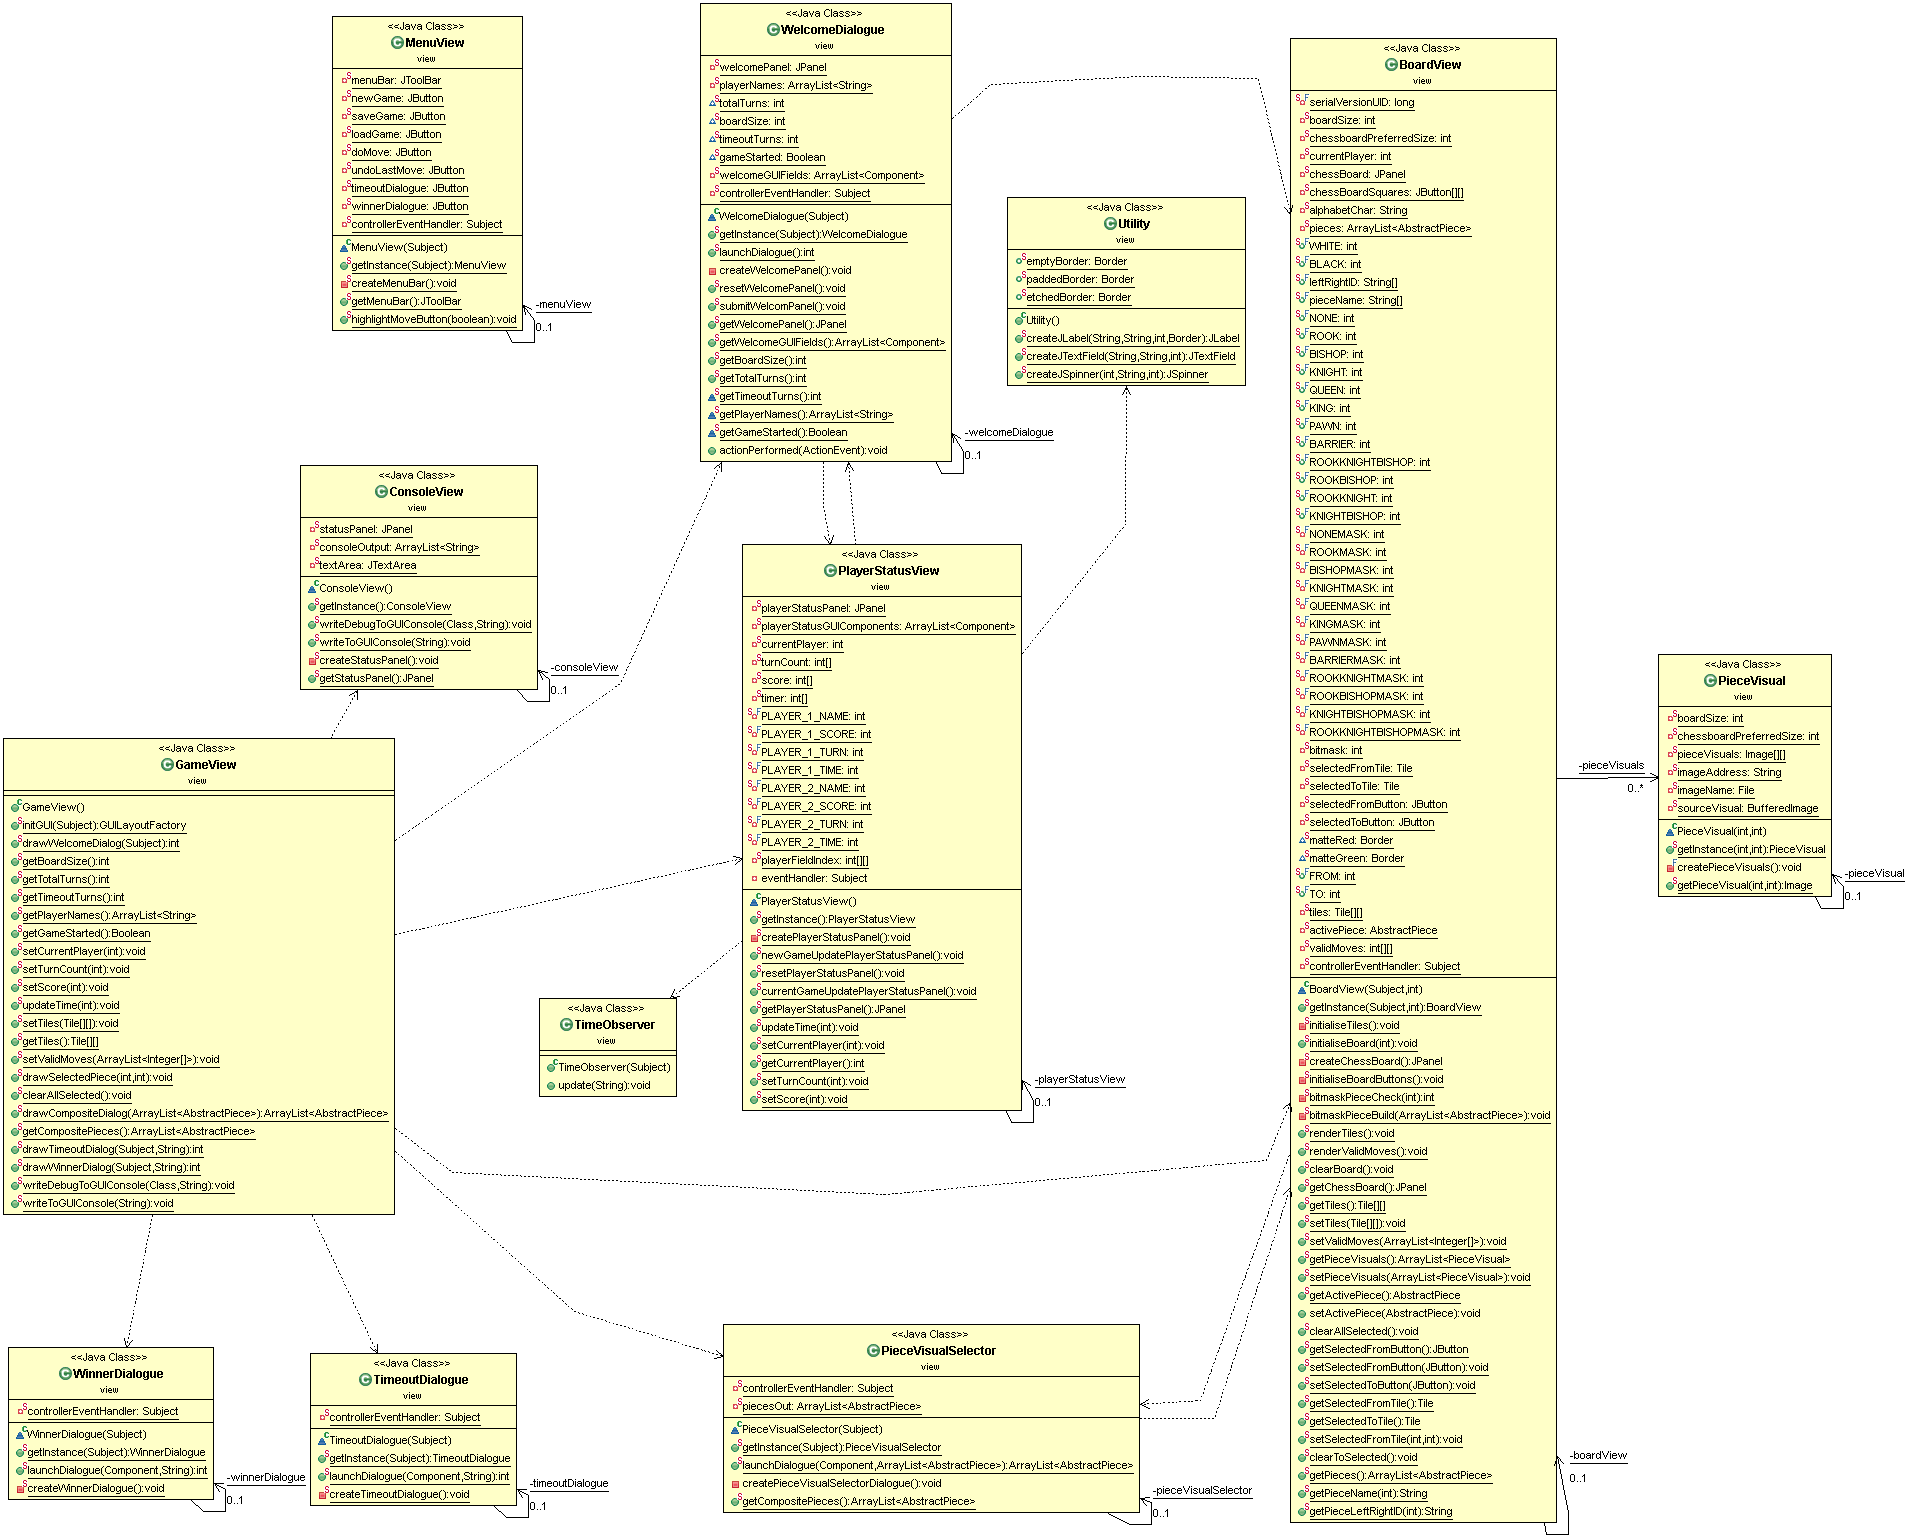 <<Java Class>>
MenuView
view
menuBar: JToolBar
newGame: JButton
saveGame: JButton
loadGame: JButton
doMove: JButton
undoLastMove: JButton
timeoutDialogue: JButton
winnerDialogue: JButton
controllerEventHandler: Subject
MenuView(Subject)
getInstance(Subject):MenuView
createMenuBar():void
getMenuBar():JToolBar
highlightMoveButton(boolean):void
-menuView
0..1
<<Java Class>>
WelcomeDialogue
view
welcomePanel: JPanel
playerNames: ArrayList<String>
totalTurns: int
boardSize: int
timeoutTurns: int
gameStarted: Boolean
welcomeGUIFields: ArrayList<Component>
controllerEventHandler: Subject
WelcomeDialogue(Subject)
getInstance(Subject):WelcomeDialogue
launchDialogue():int
createWelcomePanel():void
resetWelcomePanel():void
submitWelcomPanel():void
getWelcomePanel():JPanel
getWelcomeGUIFields():ArrayList<Component>
getBoardSize():int
getTotalTurns():int
getTimeoutTurns():int
getPlayerNames():ArrayList<String>
getGameStarted():Boolean
actionPerformed(ActionEvent):void
-welcomeDialogue
0..1
<<Java Class>>
Utility
view
emptyBorder: Border
paddedBorder: Border
etchedBorder: Border
Utility()
createJLabel(String,String,int,Border):JLabel
createJTextField(String,String,int):JTextField
createJSpinner(int,String,int):JSpinner
<<Java Class>>
BoardView
view
serialVersionUID: long
boardSize: int
chessboardPreferredSize: int
currentPlayer: int
chessBoard: JPanel
chessBoardSquares: JButton[][]
alphabetChar: String
pieces: ArrayList<AbstractPiece>
WHITE: int
BLACK: int
leftRightID: String[]
pieceName: String[]
NONE: int
ROOK: int
BISHOP: int
KNIGHT: int
QUEEN: int
KING: int
PAWN: int
BARRIER: int
ROOKKNIGHTBISHOP: int
ROOKBISHOP: int
ROOKKNIGHT: int
KNIGHTBISHOP: int
NONEMASK: int
ROOKMASK: int
BISHOPMASK: int
KNIGHTMASK: int
QUEENMASK: int
KINGMASK: int
PAWNMASK: int
BARRIERMASK: int
ROOKKNIGHTMASK: int
ROOKBISHOPMASK: int
KNIGHTBISHOPMASK: int
ROOKKNIGHTBISHOPMASK: int
bitmask: int
selectedFromTile: Tile
selectedToTile: Tile
selectedFromButton: JButton
selectedToButton: JButton
matteRed: Border
matteGreen: Border
FROM: int
TO: int
tiles: Tile[][]
activePiece: AbstractPiece
validMoves: int[][]
controllerEventHandler: Subject
BoardView(Subject,int)
getInstance(Subject,int):BoardView
initialiseTiles():void
initialiseBoard(int):void
createChessBoard():JPanel
initialiseBoardButtons():void
bitmaskPieceCheck(int):int
bitmaskPieceBuild(ArrayList<AbstractPiece>):void
renderTiles():void
renderValidMoves():void
clearBoard():void
getChessBoard():JPanel
getTiles():Tile[][]
setTiles(Tile[][]):void
setValidMoves(ArrayList<Integer[]>):void
getPieceVisuals():ArrayList<PieceVisual>
setPieceVisuals(ArrayList<PieceVisual>):void
getActivePiece():AbstractPiece
setActivePiece(AbstractPiece):void
clearAllSelected():void
getSelectedFromButton():JButton
setSelectedFromButton(JButton):void
setSelectedToButton(JButton):void
getSelectedFromTile():Tile
getSelectedToTile():Tile
setSelectedFromTile(int,int):void
clearToSelected():void
getPieces():ArrayList<AbstractPiece>
getPieceName(int):String
getPieceLeftRightID(int):String
-boardView
0..1
-pieceVisuals
0..*
<<Java Class>>
PieceVisual
view
boardSize: int
chessboardPreferredSize: int
pieceVisuals: Image[][]
imageAddress: String
imageName: File
sourceVisual: BufferedImage
PieceVisual(int,int)
getInstance(int,int):PieceVisual
createPieceVisuals():void
getPieceVisual(int,int):Image
-pieceVisual
0..1
<<Java Class>>
ConsoleView
view
statusPanel: JPanel
consoleOutput: ArrayList<String>
textArea: JTextArea
ConsoleView()
getInstance():ConsoleView
writeDebugToGUIConsole(Class,String):void
writeToGUIConsole(String):void
createStatusPanel():void
getStatusPanel():JPanel
-consoleView
0..1
<<Java Class>>
PlayerStatusView
view
playerStatusPanel: JPanel
playerStatusGUIComponents: ArrayList<Component>
currentPlayer: int
turnCount: int[]
score: int[]
timer: int[]
PLAYER_1_NAME: int
PLAYER_1_SCORE: int
PLAYER_1_TURN: int
PLAYER_1_TIME: int
PLAYER_2_NAME: int
PLAYER_2_SCORE: int
PLAYER_2_TURN: int
PLAYER_2_TIME: int
playerFieldIndex: int[][]
eventHandler: Subject
PlayerStatusView()
getInstance():PlayerStatusView
createPlayerStatusPanel():void
newGameUpdatePlayerStatusPanel():void
resetPlayerStatusPanel():void
currentGameUpdatePlayerStatusPanel():void
getPlayerStatusPanel():JPanel
updateTime(int):void
setCurrentPlayer(int):void
getCurrentPlayer():int
setTurnCount(int):void
setScore(int):void
-playerStatusView
0..1
<<Java Class>>
GameView
view
GameView()
initGUI(Subject):GUILayoutFactory
drawWelcomeDialog(Subject):int
getBoardSize():int
getTotalTurns():int
getTimeoutTurns():int
getPlayerNames():ArrayList<String>
getGameStarted():Boolean
setCurrentPlayer(int):void
setTurnCount(int):void
setScore(int):void
updateTime(int):void
setTiles(Tile[][]):void
getTiles():Tile[][]
setValidMoves(ArrayList<Integer[]>):void
drawSelectedPiece(int,int):void
clearAllSelected():void
drawCompositeDialog(ArrayList<AbstractPiece>):ArrayList<AbstractPiece>
getCompositePieces():ArrayList<AbstractPiece>
drawTimeoutDialog(Subject,String):int
drawWinnerDialog(Subject,String):int
writeDebugToGUIConsole(Class,String):void
writeToGUIConsole(String):void
<<Java Class>>
TimeObserver
view
TimeObserver(Subject)
update(String):void
<<Java Class>>
WinnerDialogue
view
controllerEventHandler: Subject
WinnerDialogue(Subject)
getInstance(Subject):WinnerDialogue
launchDialogue(Component,String):int
createWinnerDialogue():void
-winnerDialogue
0..1
<<Java Class>>
TimeoutDialogue
view
controllerEventHandler: Subject
TimeoutDialogue(Subject)
getInstance(Subject):TimeoutDialogue
launchDialogue(Component,String):int
createTimeoutDialogue():void
-timeoutDialogue
0..1
<<Java Class>>
PieceVisualSelector
view
controllerEventHandler: Subject
piecesOut: ArrayList<AbstractPiece>
PieceVisualSelector(Subject)
getInstance(Subject):PieceVisualSelector
launchDialogue(Component,ArrayList<AbstractPiece>):ArrayList<AbstractPiece>
createPieceVisualSelectorDialogue():void
getCompositePieces():ArrayList<AbstractPiece>
-pieceVisualSelector
0..1